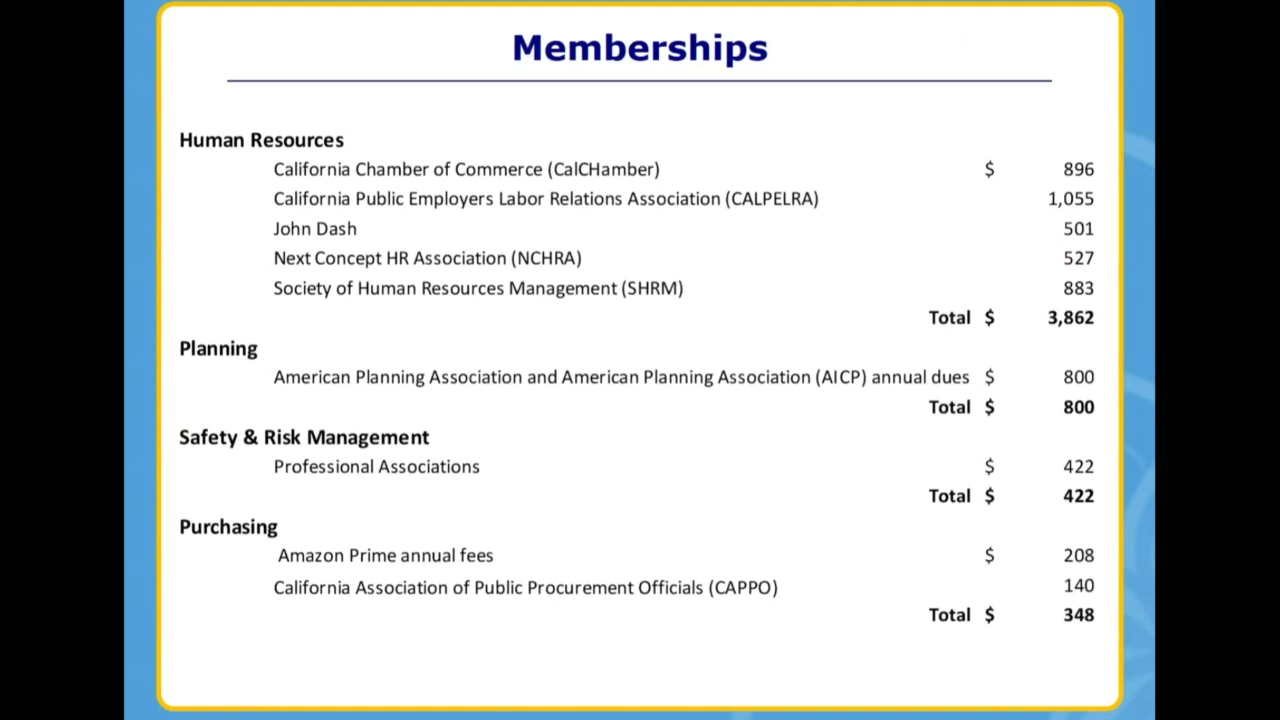 Memberships
Human Resources
California Chamber of Commerce (CalCHamber) $ 896
California Public Employers Labor Relations Association (CALPELRA) 1,055
John Dash 501
Next Concept HR Association (NCHRA) 527
Society of Human Resources Management (SHRM) 883
Total $ 3,862
Planning
American Planning Association and American Planning Association (AICP) annual dues $ 800
Total $ 800
Safety & Risk Management
Professional Associations $ 422
Total $ 422
Purchasing
Amazon Prime annual fees $ 208
California Association of Public Procurement Officials (CAPPO) 140
Total $ 348